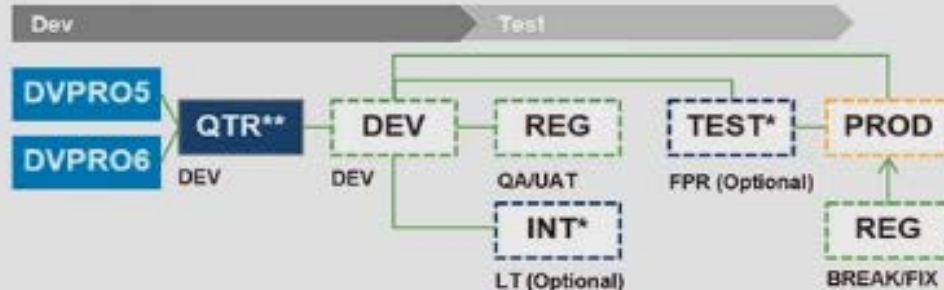 Dev
Test
DVPRO5
DVPRO6
QTR**
DEV
DEV
DEV
REG
QA/UAT
INT*
LT (Optional)
TEST*
FPR (Optional)
PROD
REG
BREAK/FIX